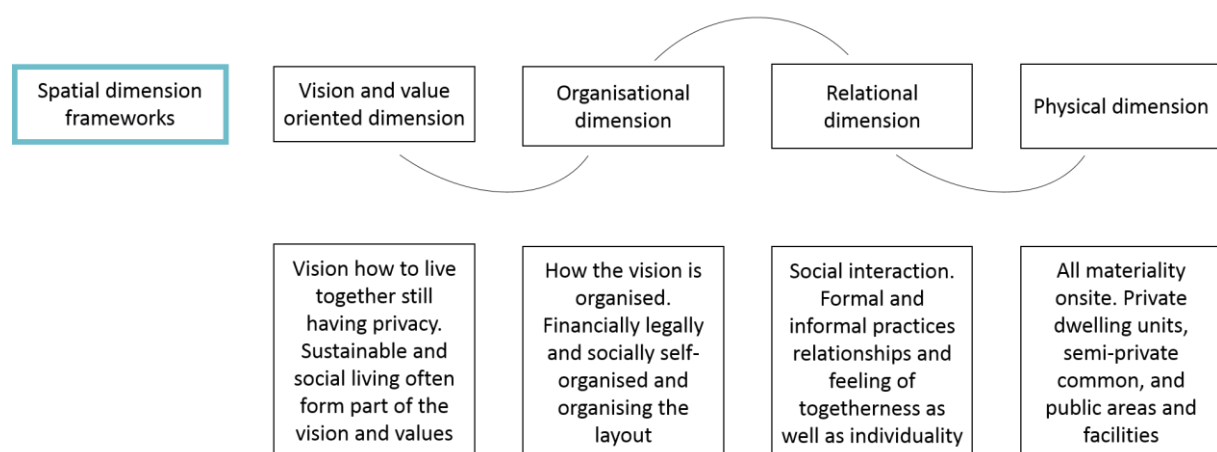 Spatial dimension
frameworks
Vision and value
oriented dimension
Organisational
dimension
Relational
dimension
Physical dimension
Vision how to live
together still
having privacy.
Sustainable and
social living often
form part of the
vision and values
How the vision is
organised.
Financially legally
and socially self-
organised and
organising the
layout
Social interaction.
Formal and
informal practices
relationships and
feeling of
togetherness as
well as individuality
All materiality
onsite. Private
dwelling units,
semi-private
common, and
public areas and
facilities